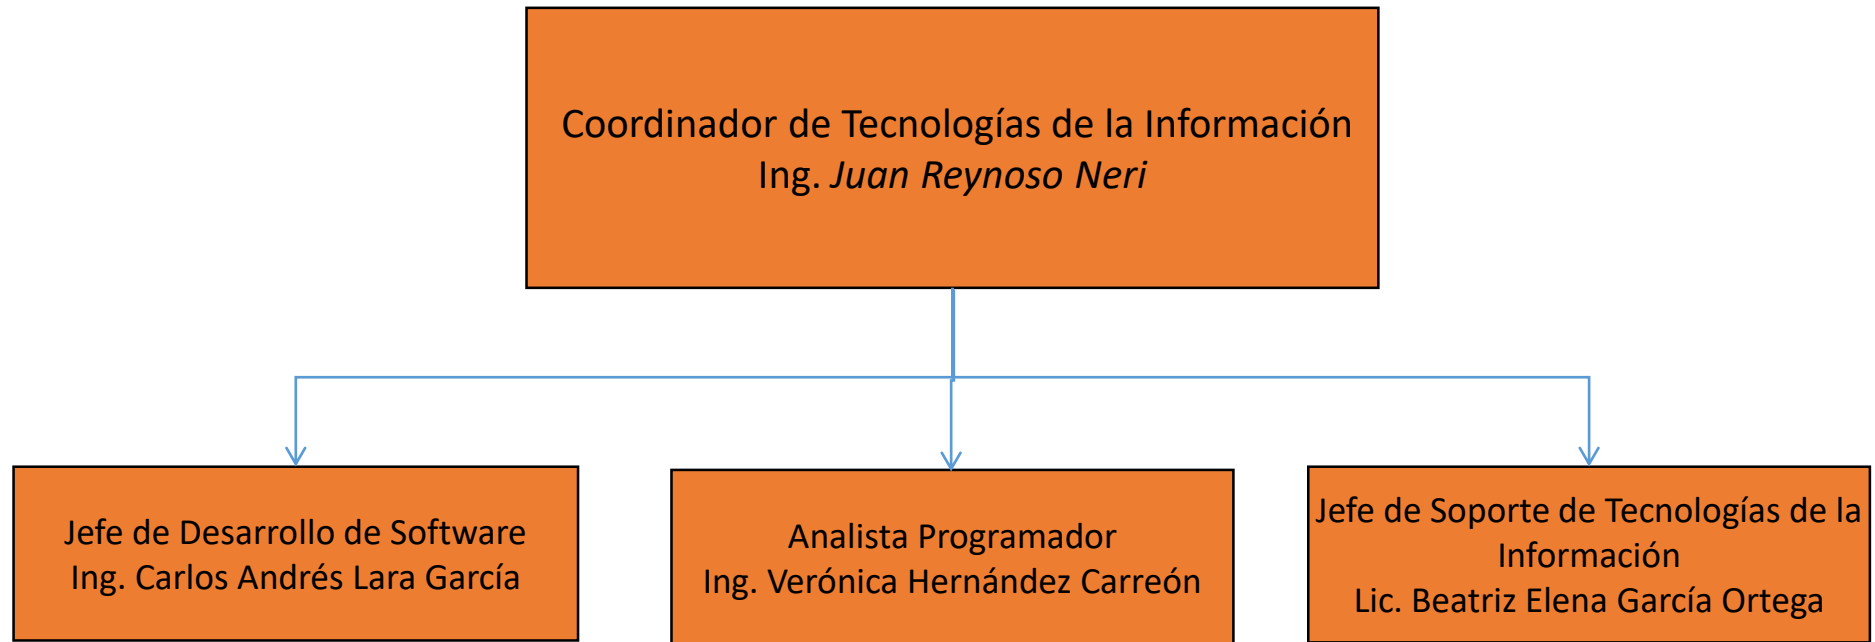 Coordinador de Tecnologías de la Información
Ing. Juan Reynoso Neri
Jefe de Desarrollo de Software
Ing. Carlos Andrés Lara García
Analista Programador
Ing. Verónica Hernández Carreón
Jefe de Soporte de Tecnologías de la
Información
Lic. Beatriz Elena García Ortega